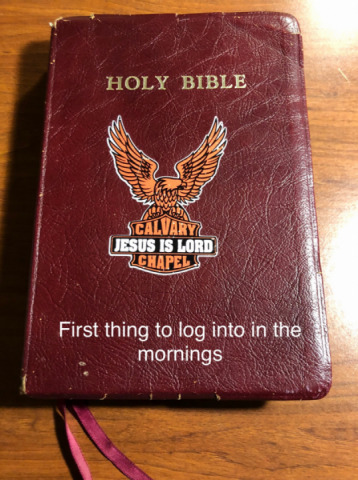 HOLY BIBLE
CALVARY
JESUS IS LORD
CHAPEL
First thing to log into in the
mornings